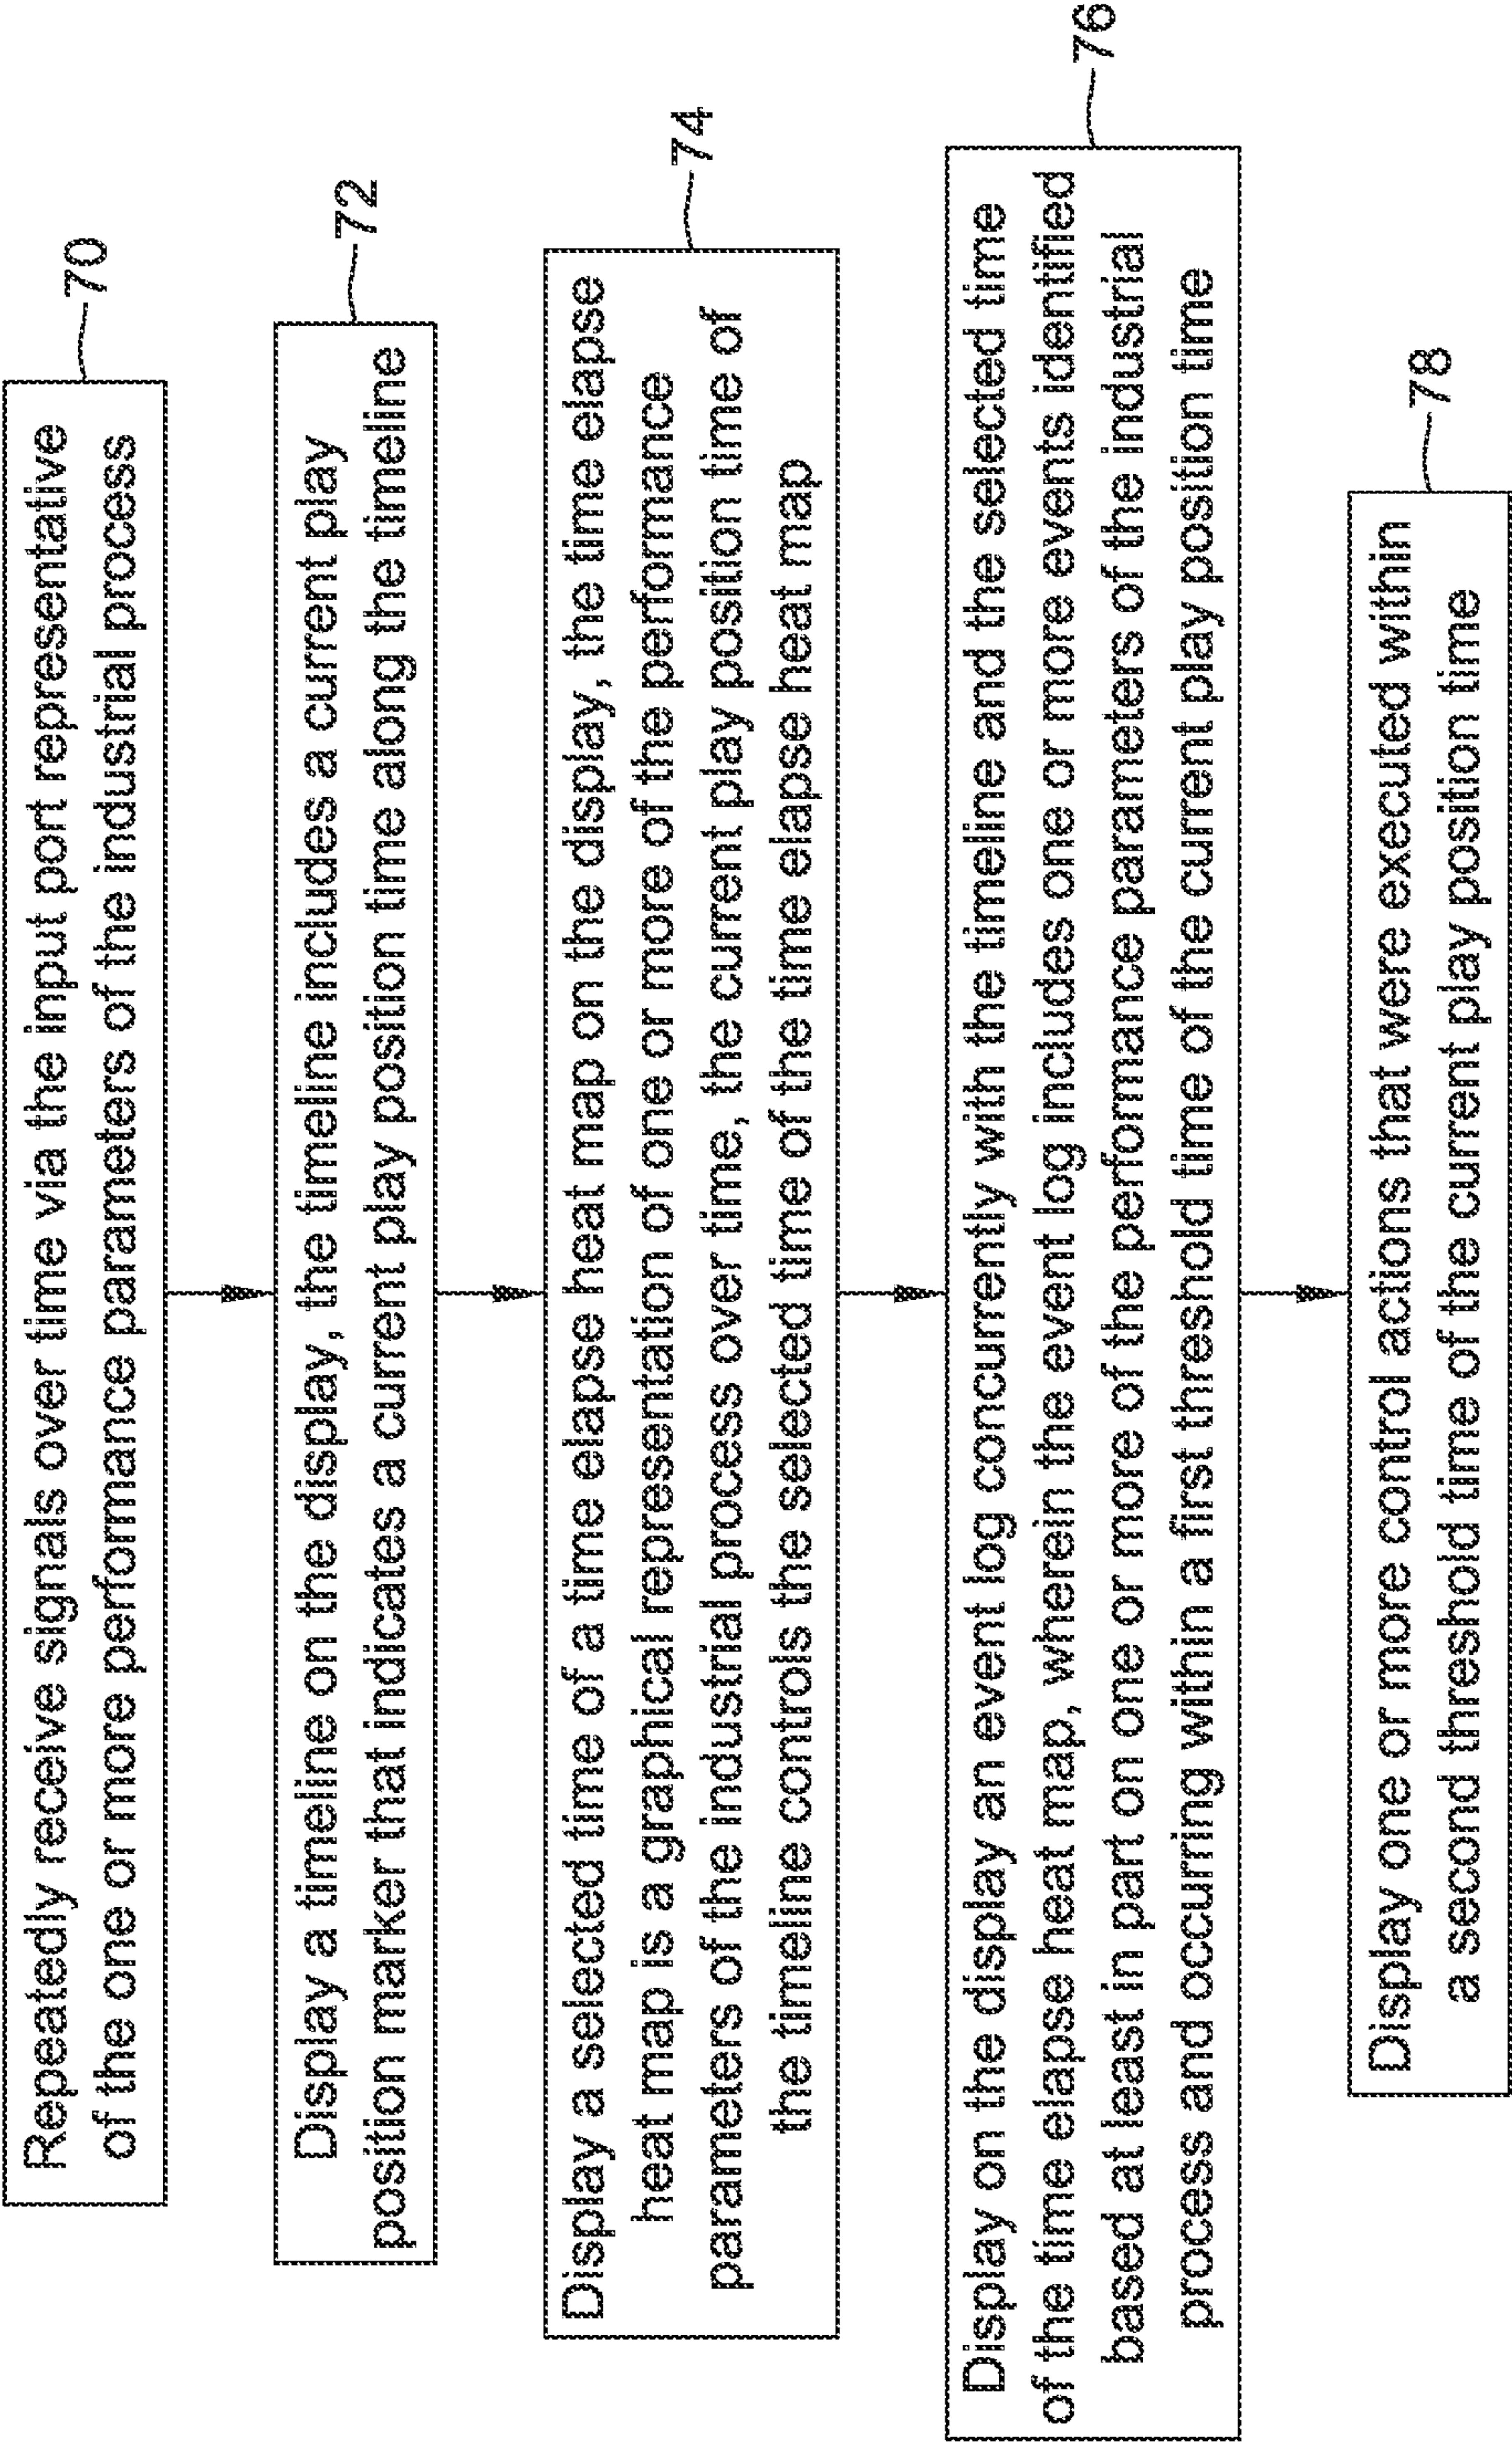 70
Repeatedly receive signals over time via the input port representative
of the one or more performance parameters of the industrial process
72
Display a timeline on the display, the timeline includes a current play
position marker that indicates a current play position time along the timeline
74
Display a selected time of a time elapse heat map on the display, the time elapse
heat map is a graphical representation of one or more of the performance
parameters of the industrial process over time, the current play position time of
the timeline controls the selected time of the time elapse heat map
76
Display on the display an event log concurrently with the timeline and the selected time
of the time elapse heat map, wherein the event log includes one or more events identified
based at least in part on one or more of the performance parameters of the industrial
process and occurring within a first threshold time of the current play position time
78
Display one or more control actions that were executed within
a second threshold time of the current play position time